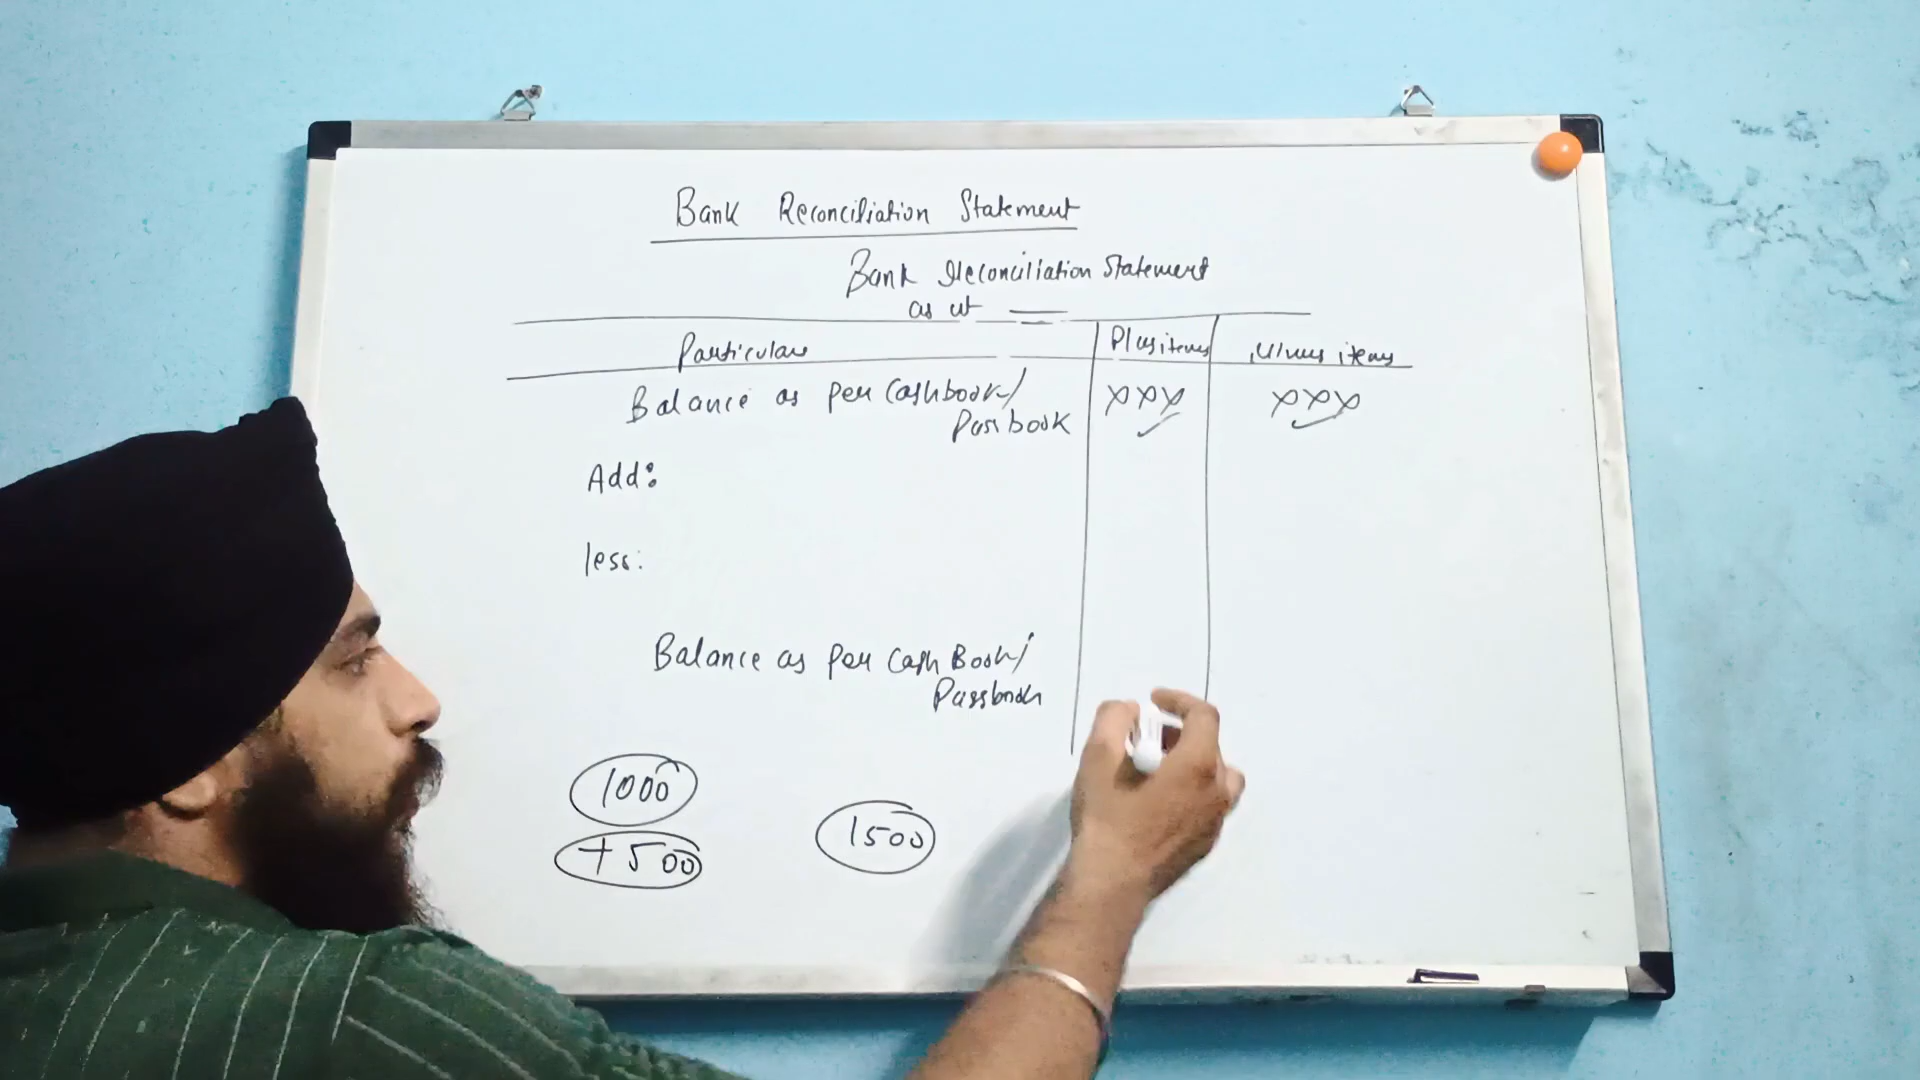 Bank Reconciliation Statement
Bank Reconciliation Statement
as at
Particulars Plus items Minus items
Balance as per Cashbook/ xxx xxx
Passbook
Add:
less:
Balance as per Cash Book/
Passbook
1000
+500
1500